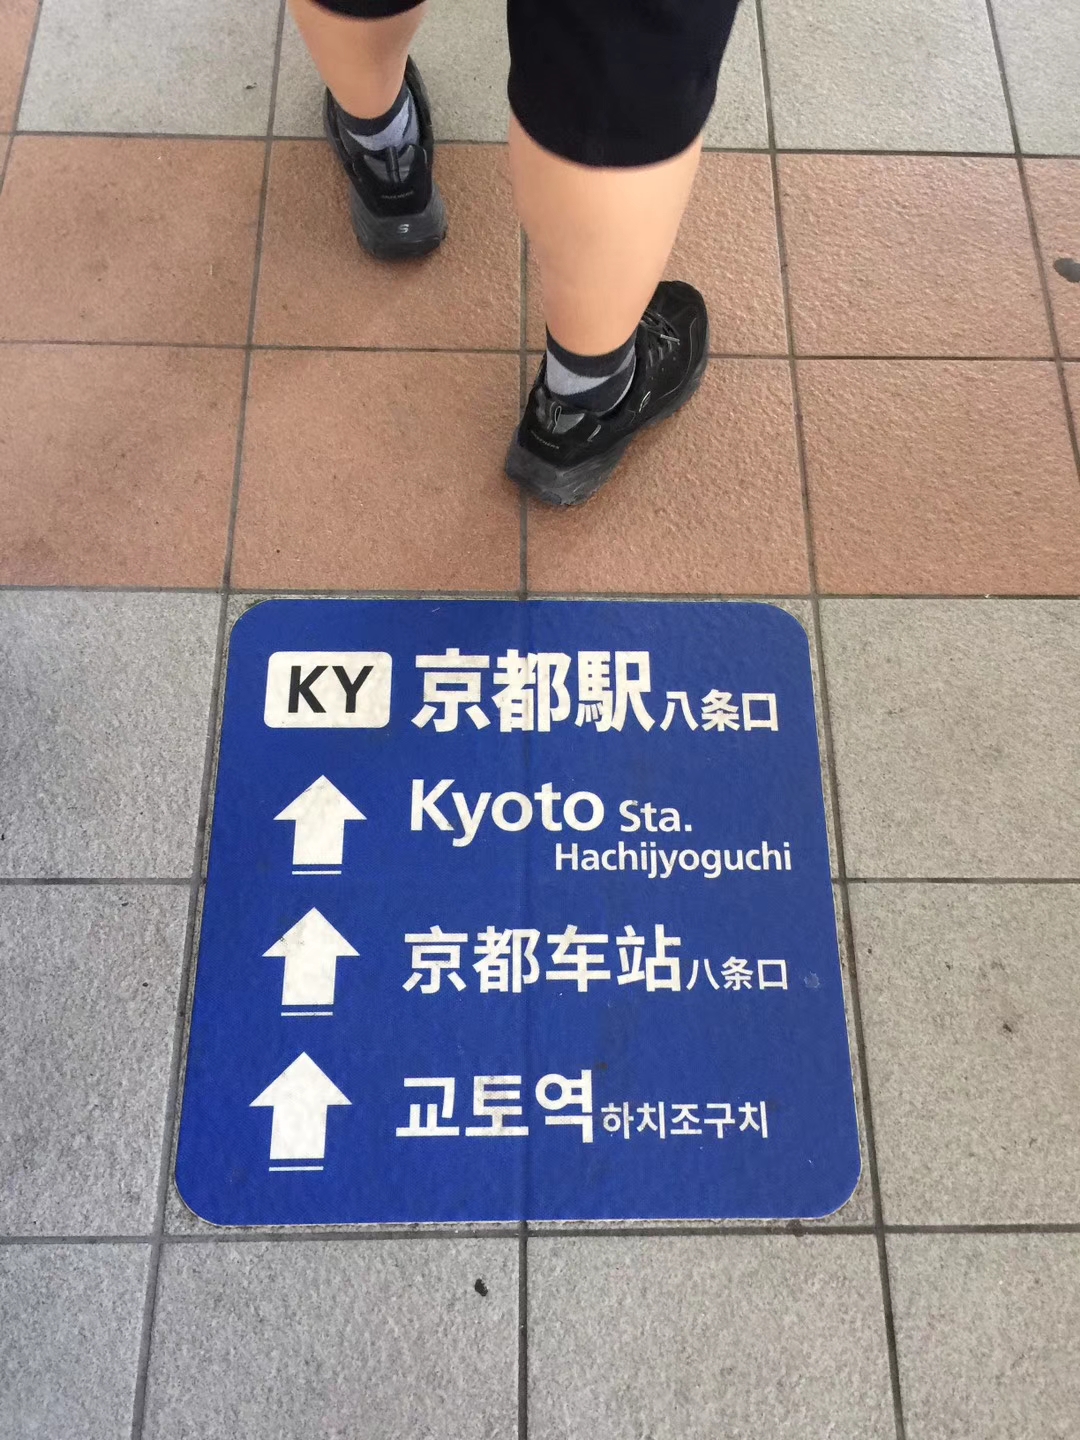 KY 京都駅 八条口
Kyoto Sta.
Hachijyoguchi
京都车站 八条口
교토역 하치조구치
S